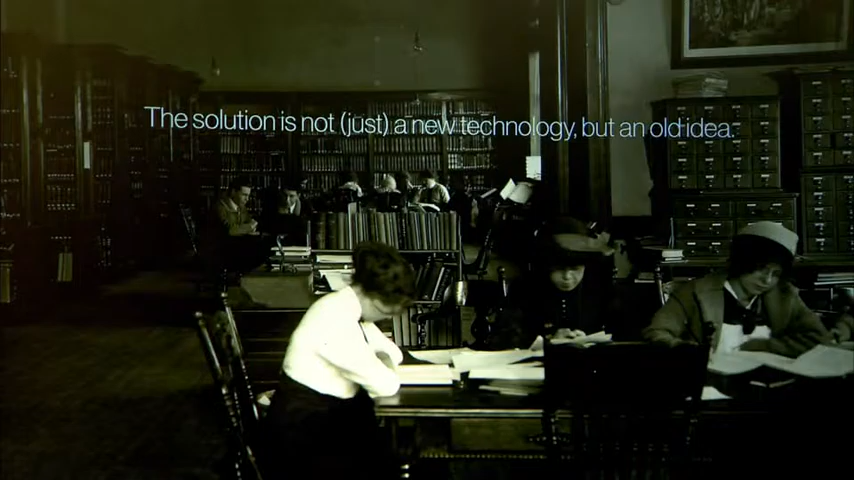 The solution is not (just) a new technology, but an old idea.